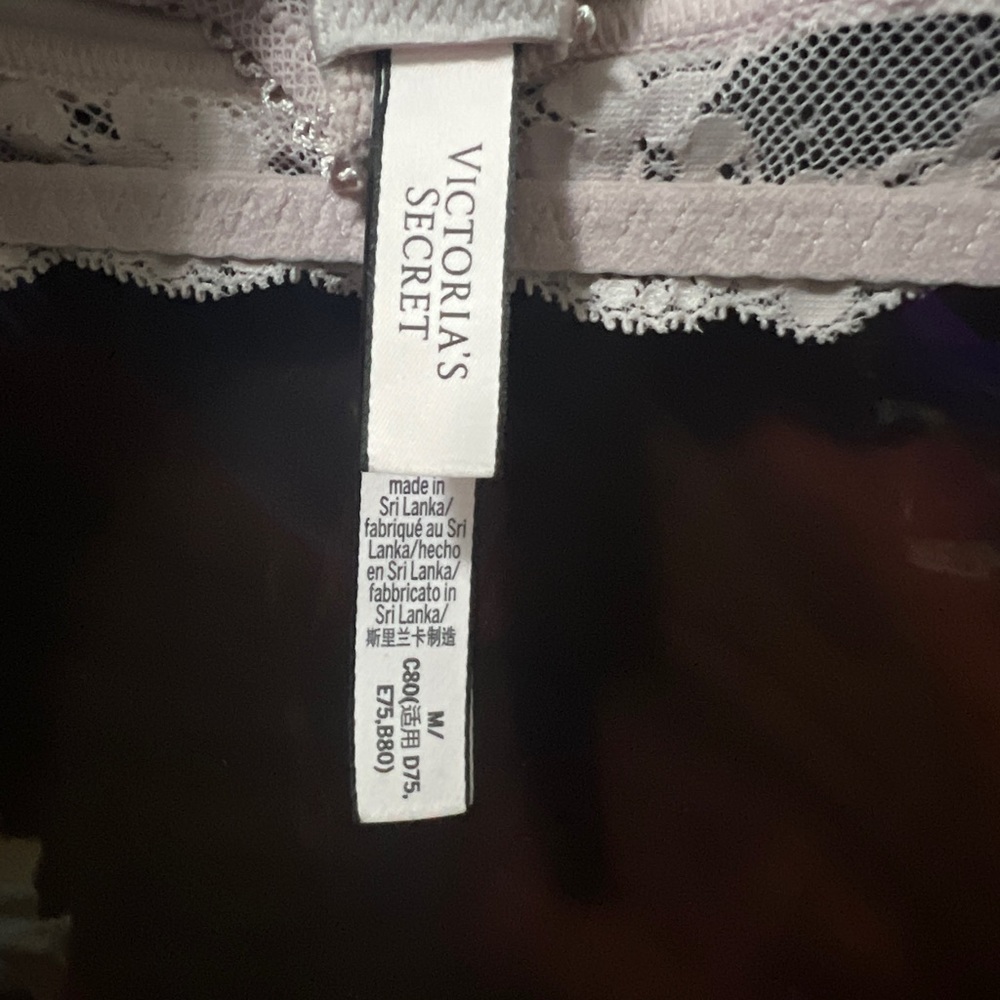 VICTORIA'S
SECRET
made in
Sri Lanka/
fabriqué au Sri
Lanka/hecho
en Sri Lanka/
fabbricato in
Sri Lanka/
斯里兰卡制造
M/
C80(适用 D75,
E75,B80)